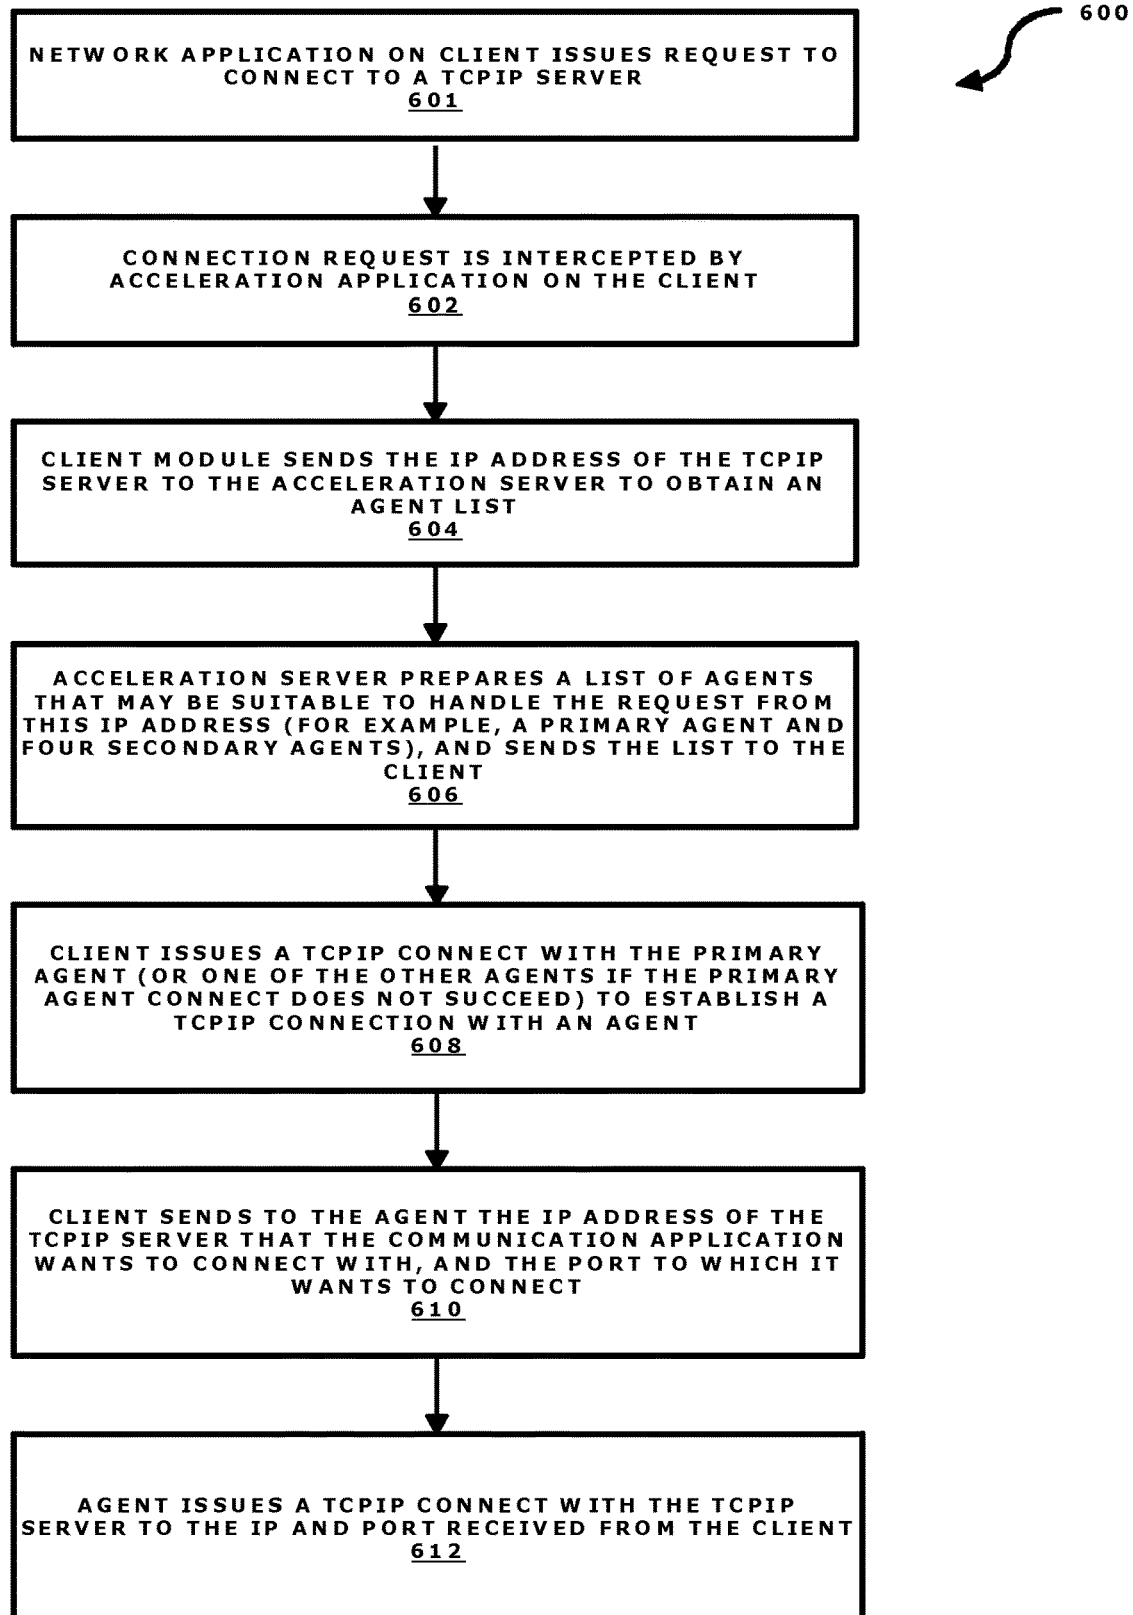 600
NETWORK APPLICATION ON CLIENT ISSUES REQUEST TO
CONNECT TO A TCPIP SERVER
601
CONNECTION REQUEST IS INTERCEPTED BY
ACCELERATION APPLICATION ON THE CLIENT
602
CLIENT MODULE SENDS THE IP ADDRESS OF THE TCPIP
SERVER TO THE ACCELERATION SERVER TO OBTAIN AN
AGENT LIST
604
ACCELERATION SERVER PREPARES A LIST OF AGENTS
THAT MAY BE SUITABLE TO HANDLE THE REQUEST FROM
THIS IP ADDRESS (FOR EXAMPLE, A PRIMARY AGENT AND
FOUR SECONDARY AGENTS), AND SENDS THE LIST TO THE
CLIENT
606
CLIENT ISSUES A TCPIP CONNECT WITH THE PRIMARY
AGENT (OR ONE OF THE OTHER AGENTS IF THE PRIMARY
AGENT CONNECT DOES NOT SUCCEED) TO ESTABLISH A
TCPIP CONNECTION WITH AN AGENT
608
CLIENT SENDS TO THE AGENT THE IP ADDRESS OF THE
TCPIP SERVER THAT THE COMMUNICATION APPLICATION
WANTS TO CONNECT WITH, AND THE PORT TO WHICH IT
WANTS TO CONNECT
610
AGENT ISSUES A TCPIP CONNECT WITH THE TCPIP
SERVER TO THE IP AND PORT RECEIVED FROM THE CLIENT
612